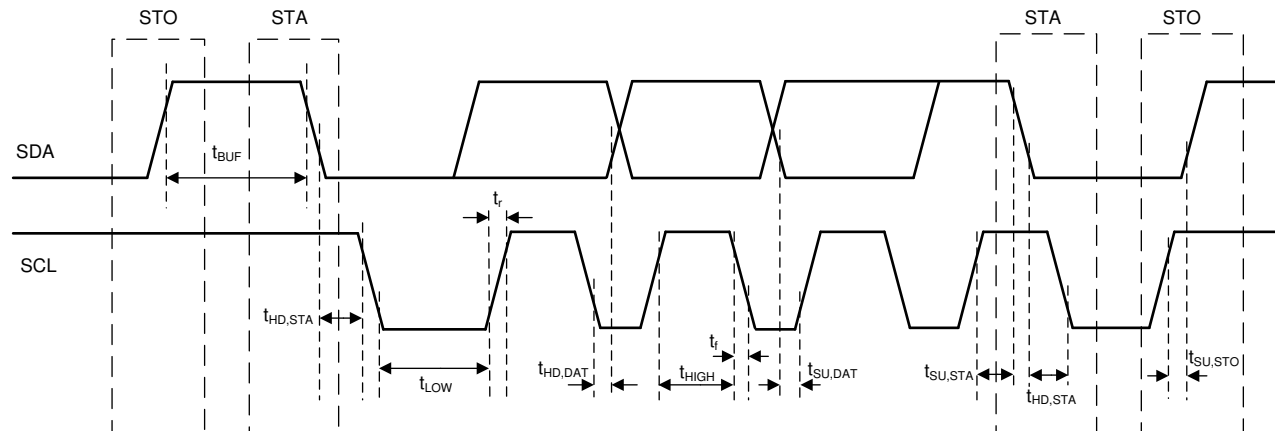 STO
STA
STA
STO
SDA
tBUF
tr
SCL
tHD,STA
tLOW
tHD,DAT
tHIGH
tf
tSU,DAT
tSU,STA
tHD,STA
tSU,STO